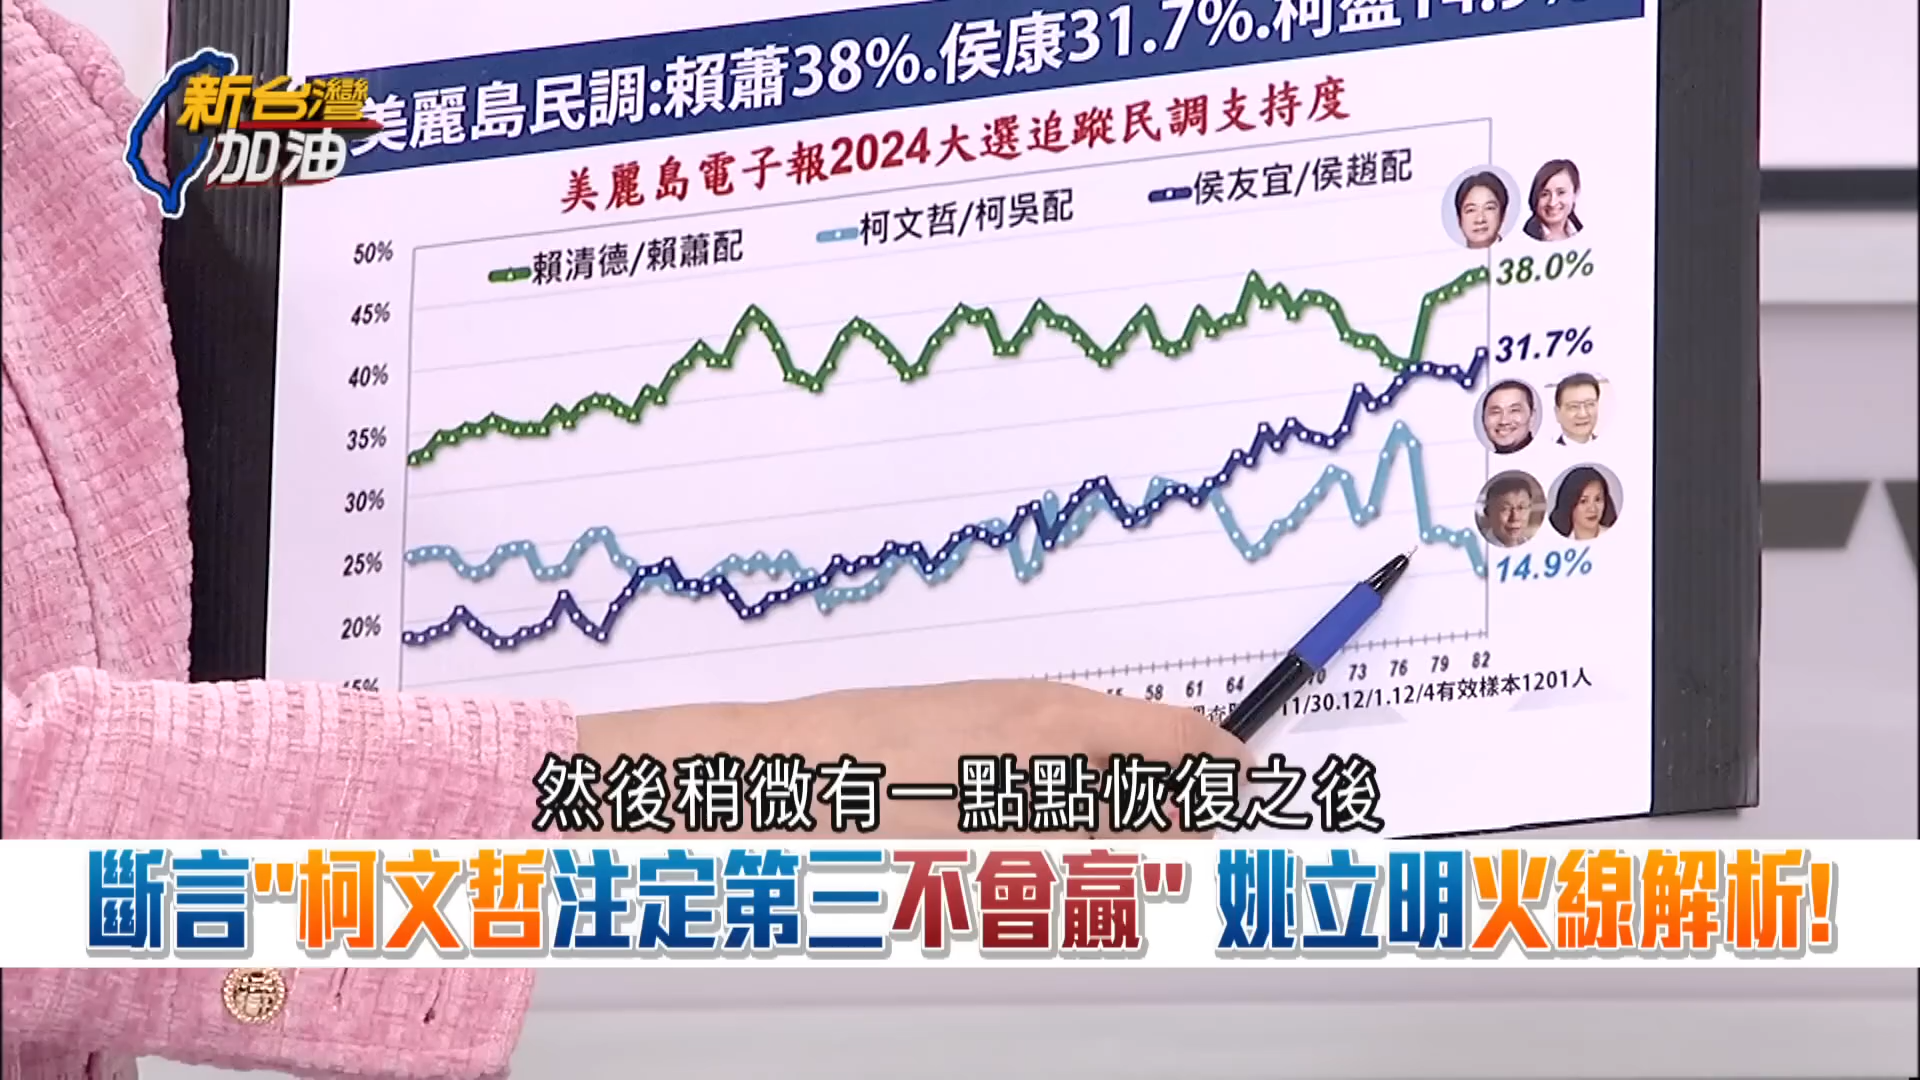 新台灣
加油
美麗島民調:賴蕭38%.侯康31.7%.柯盈14.9%
美麗島電子報2024大選追蹤民調支持度
賴清德/賴蕭配
柯文哲/柯吳配
侯友宜/侯趙配
50%
45%
40%
35%
30%
25%
20%
15%
38.0%
31.7%
14.9%
58 61 64 70 73 76 79 82
11/30.12/1.12/4有效樣本1201人
然後稍微有一點點恢復之後
斷言"柯文哲注定第三不會贏" 姚立明火線解析!